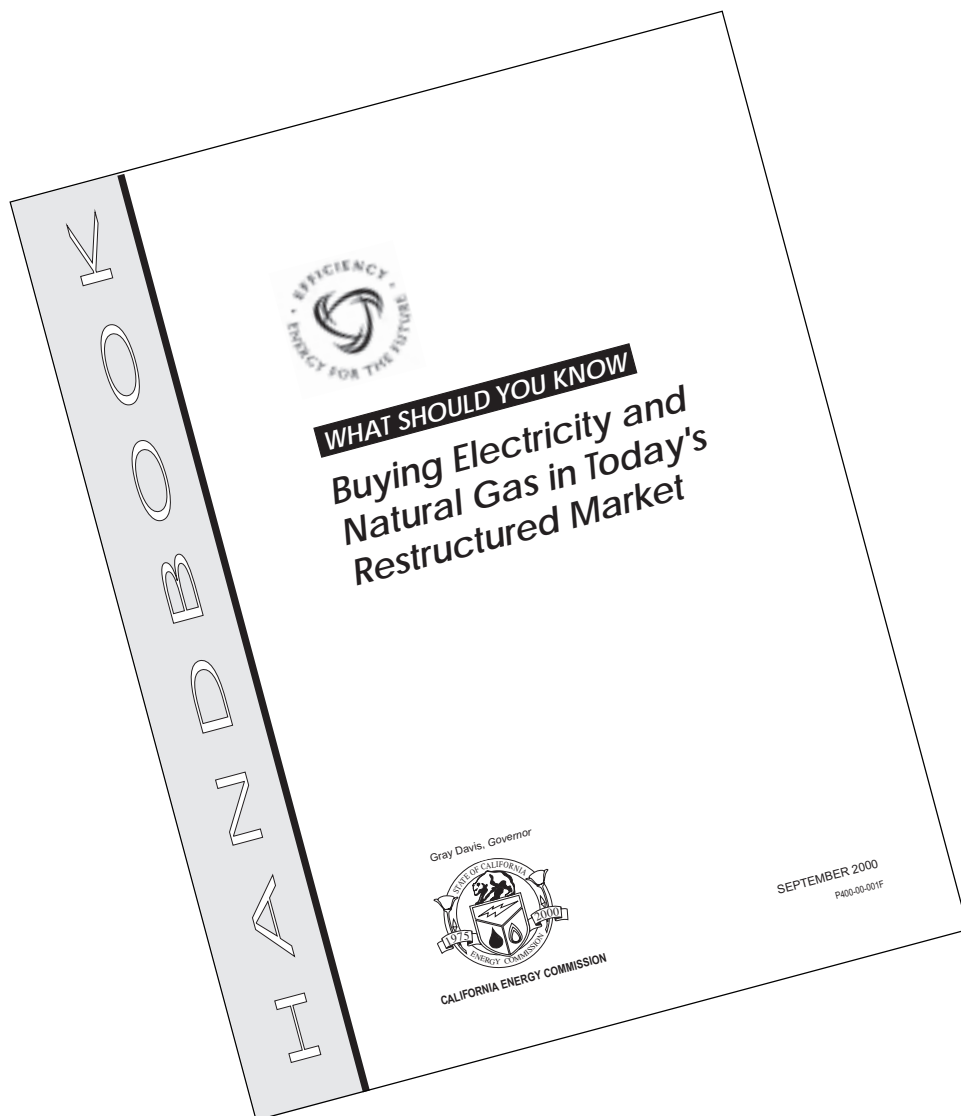 HANDBOOK
EFFICIENCY
ENERGY FOR THE FUTURE
WHAT SHOULD YOU KNOW
Buying Electricity and
Natural Gas in Today's
Restructured Market
Gray Davis, Governor
STATE OF CALIFORNIA
1975
2000
ENERGY COMMISSION
CALIFORNIA ENERGY COMMISSION
SEPTEMBER 2000
P400-00-001F